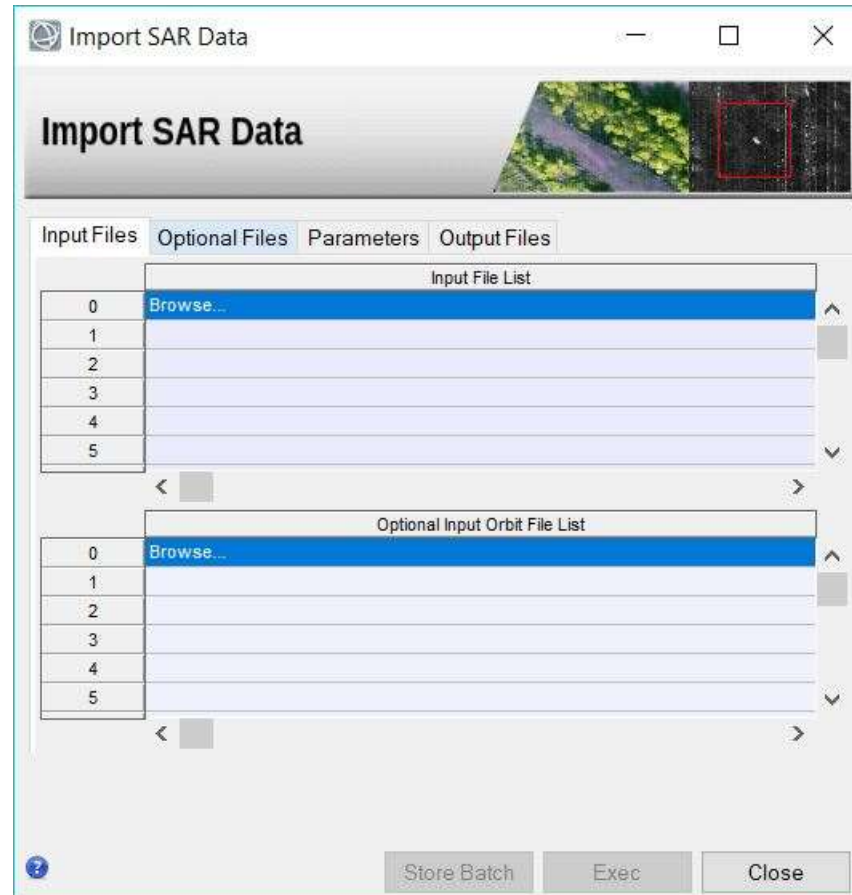 Import SAR Data
Import SAR Data
Input Files Optional Files Parameters Output Files
Input File List
0 Browse...
1
2
3
4
5
Optional Input Orbit File List
0 Browse...
1
2
3
4
5
Store Batch Exec Close